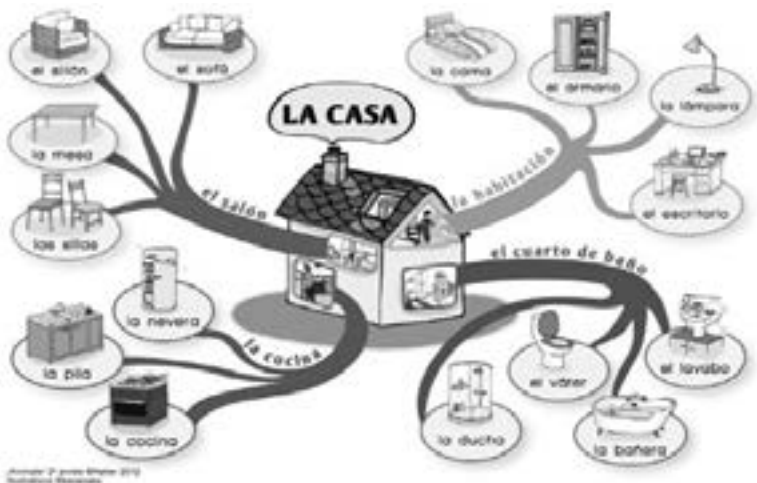 el sillón
el sofá
la cama
el armario
la lámpara
LA CASA
la mesa
el salón
la habitación
el escritorio
las sillas
el cuarto de baño
la nevera
la cocina
la pila
el lavabo
el váter
la cocina
la ducha
la bañera